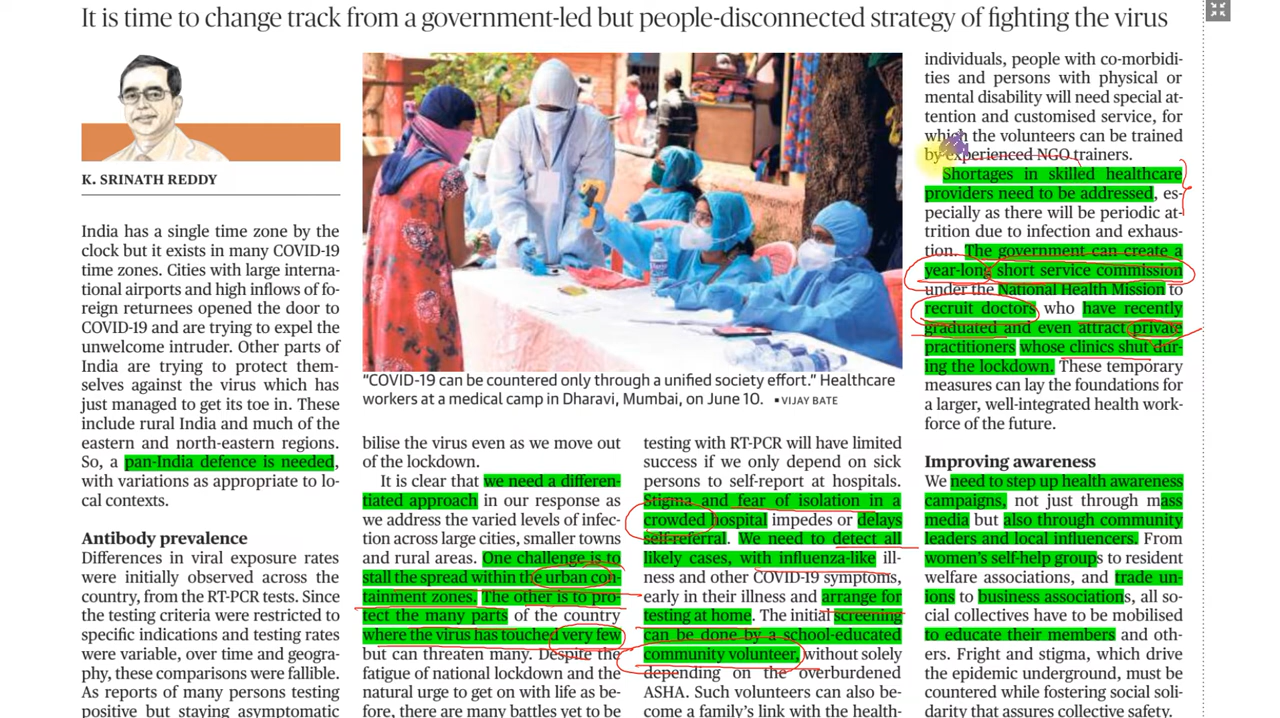 It is time to change track from a government-led but people-disconnected strategy of fighting the virus
K. SRINATH REDDY
India has a single time zone by the
clock but it exists in many COVID-19
time zones. Cities with large interna-
tional airports and high inflows of fo-
reign returnees opened the door to
COVID-19 and are trying to expel the
unwelcome intruder. Other parts of
India are trying to protect them-
selves against the virus which has
just managed to get its toe in. These
include rural India and much of the
eastern and north-eastern regions.
So, a pan-India defence is needed,
with variations as appropriate to lo-
cal contexts.
Antibody prevalence
Differences in viral exposure rates
were initially observed across the
country, from the RT-PCR tests. Since
the testing criteria were restricted to
specific indications and testing rates
were variable, over time and geogra-
phy, these comparisons were fallible.
As reports of many persons testing
positive but staying asymptomatic
"COVID-19 can be countered only through a unified society effort." Healthcare
workers at a medical camp in Dharavi, Mumbai, on June 10. ▪ VIJAY BATE
bilise the virus even as we move out
of the lockdown.
It is clear that we need a differen-
tiated approach in our response as
we address the varied levels of infec-
tion across large cities, smaller towns
and rural areas. One challenge is to
stall the spread within the urban con-
tainment zones. The other is to pro-
tect the many parts of the country
where the virus has touched very few
but can threaten many. Despite the
fatigue of national lockdown and the
natural urge to get on with life as be-
fore, there are many battles yet to be
testing with RT-PCR will have limited
success if we only depend on sick
persons to self-report at hospitals.
Stigma and fear of isolation in a
crowded hospital impedes or delays
self-referral. We need to detect all
likely cases, with influenza-like ill-
ness and other COVID-19 symptoms,
early in their illness and arrange for
testing at home. The initial screening
can be done by a school-educated
community volunteer, without solely
depending on the overburdened
ASHA. Such volunteers can also be-
come a family's link with the health-
individuals, people with co-morbidi-
ties and persons with physical or
mental disability will need special at-
tention and customised service, for
which the volunteers can be trained
by experienced NGO trainers.
Shortages in skilled healthcare
providers need to be addressed, es-
pecially as there will be periodic at-
trition due to infection and exhaus-
tion. The government can create a
year-long short service commission
under the National Health Mission to
recruit doctors who have recently
graduated and even attract private
practitioners whose clinics shut dur-
ing the lockdown. These temporary
measures can lay the foundations for
a larger, well-integrated health work-
force of the future.
Improving awareness
We need to step up health awareness
campaigns, not just through mass
media but also through community
leaders and local influencers. From
women's self-help groups to resident
welfare associations, and trade un-
ions to business associations, all so-
cial collectives have to be mobilised
to educate their members and oth-
ers. Fright and stigma, which drive
the epidemic underground, must be
countered while fostering social soli-
darity that assures collective safety.